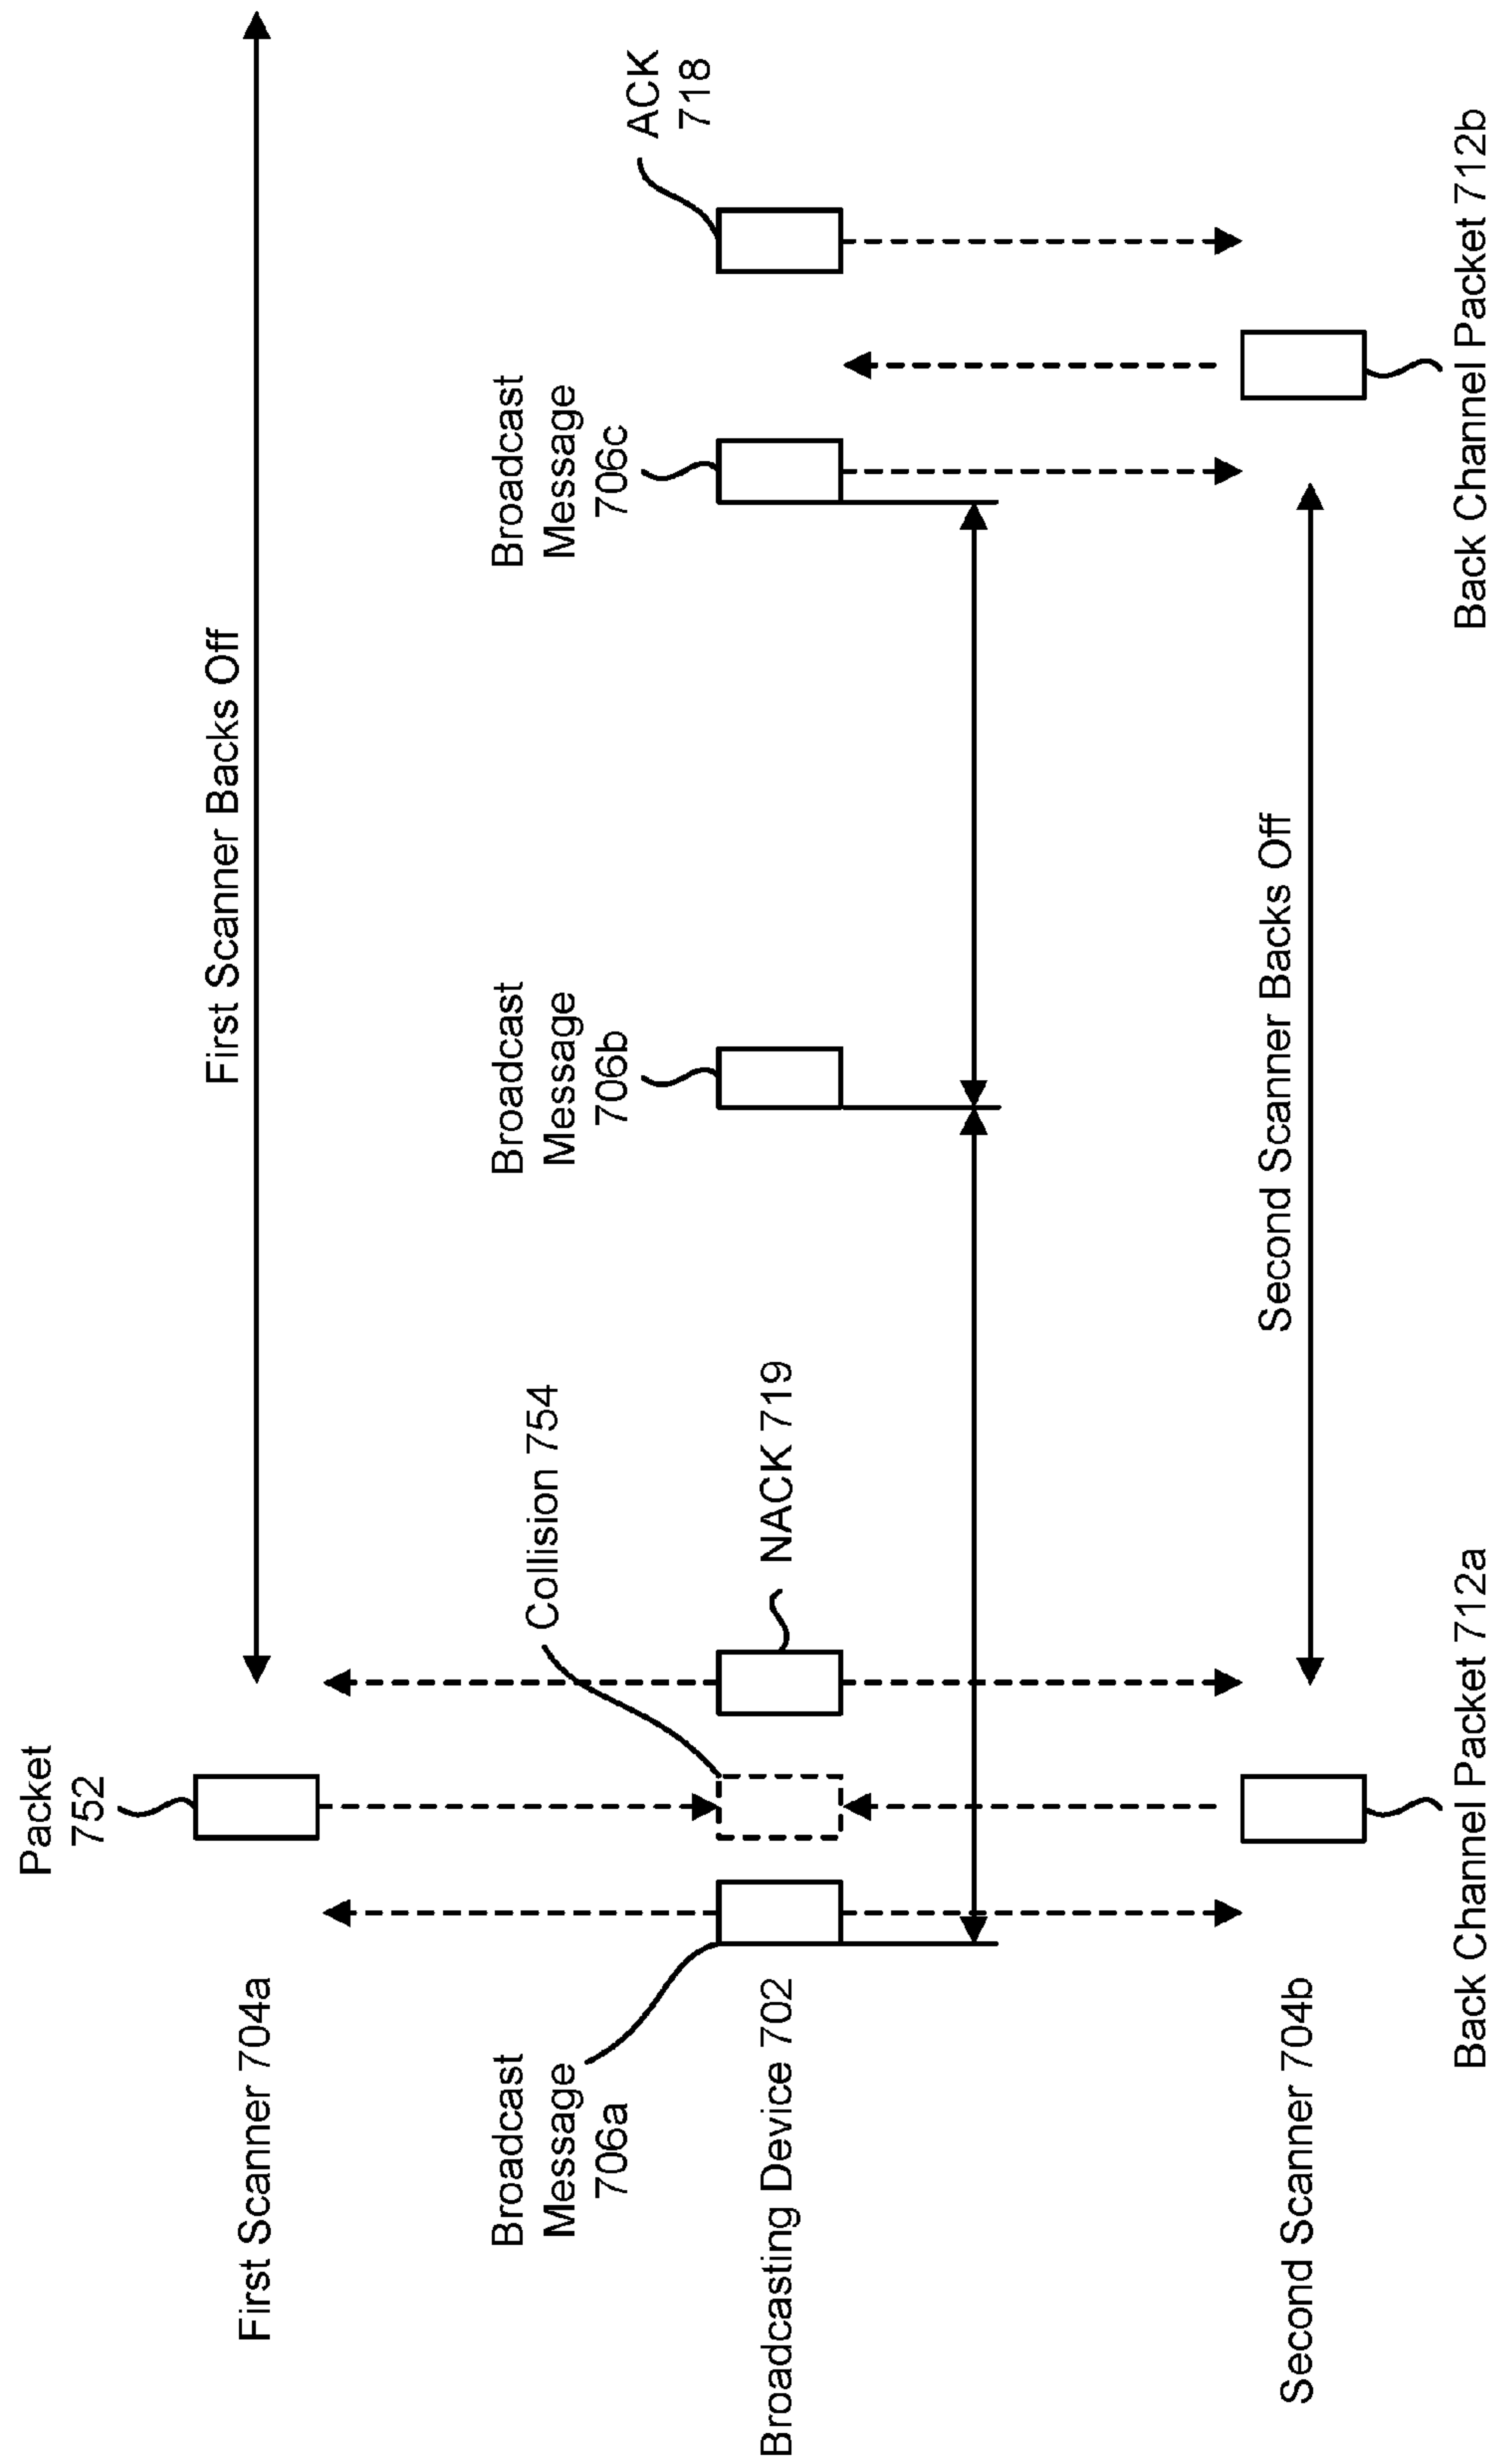 Packet
752
First Scanner Backs Off
First Scanner 704a
Collision 754
Broadcast
Message
706a
Broadcast
Message
706b
Broadcast
Message
706c
ACK
718
NACK 719
Broadcasting Device 702
Second Scanner Backs Off
Second Scanner 704b
Back Channel Packet 712a
Back Channel Packet 712b